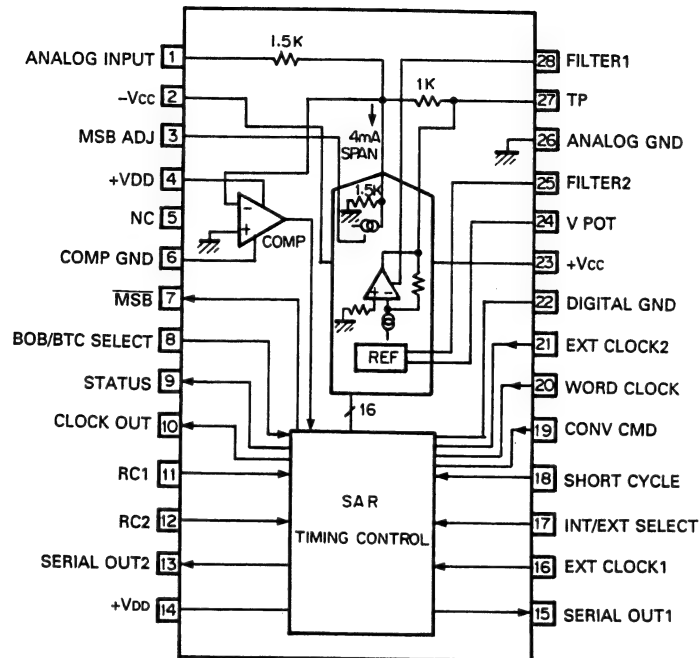 ANALOG INPUT 1
-Vcc 2
MSB ADJ 3
+VDD 4
NC 5
COMP GND 6
MSB 7
BOB/BTC SELECT 8
STATUS 9
CLOCK OUT 10
RC1 11
RC2 12
SERIAL OUT2 13
+VDD 14
1.5K
1K
4mA
SPAN
1.5K
-
+
COMP
+ -
REF
16
SAR
TIMING CONTROL
28 FILTER1
27 TP
26 ANALOG GND
25 FILTER2
24 V POT
23 +Vcc
22 DIGITAL GND
21 EXT CLOCK2
20 WORD CLOCK
19 CONV CMD
18 SHORT CYCLE
17 INT/EXT SELECT
16 EXT CLOCK1
15 SERIAL OUT1